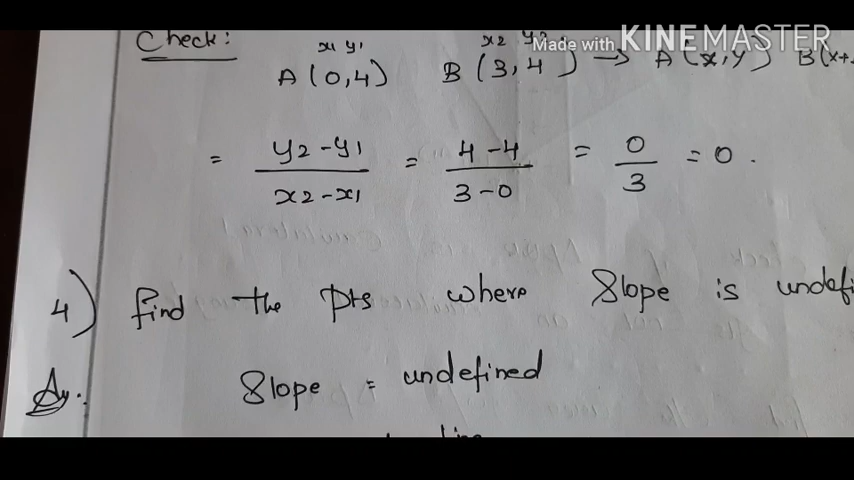 Made with KINEMASTER
Check:
x1 y1 x2 y2
A (0,4) B (3,4) → A (x,y) B(x+
= y2-y1 / x2-x1 = 4-4 / 3-0 = 0 / 3 = 0.
4) find the pts where Slope is undefi
Slope = undefined